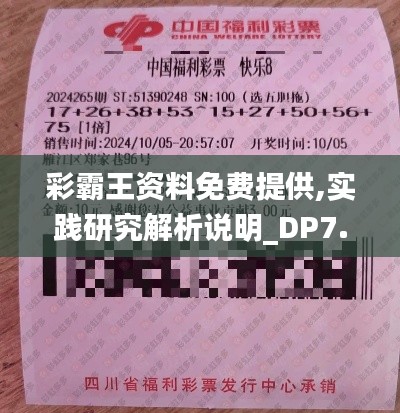 中国福利彩票
CHINA WELFARE LOTTERY
中国福利彩票 快乐8
2024265期 ST:51390248 SN:100 (选五胆拖)
17+26+38+53~15+27+50+56+
75 [1倍]
销售时间:2024/10/05-20:57:07 开奖时间:10/05
雁江区郑家巷96号
彩霸王资料免费提供,实
践研究解析说明_DP7.
四川省福利彩票发行中心承销